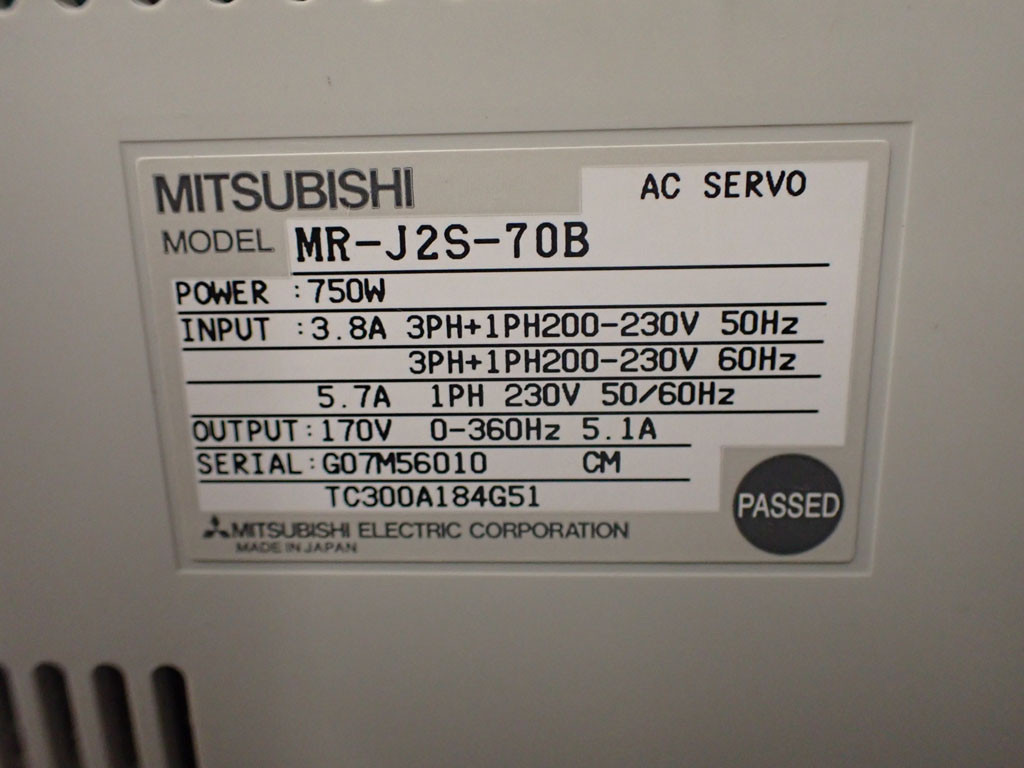 MITSUBISHI AC SERVO
MODEL MR-J2S-70B
POWER :750W
INPUT :3.8A 3PH+1PH200-230V 50Hz
3PH+1PH200-230V 60Hz
5.7A 1PH 230V 50/60Hz
OUTPUT:170V 0-360Hz 5.1A
SERIAL:G07M56010 CM
TC300A184G51
PASSED
MITSUBISHI ELECTRIC CORPORATION
MADE IN JAPAN